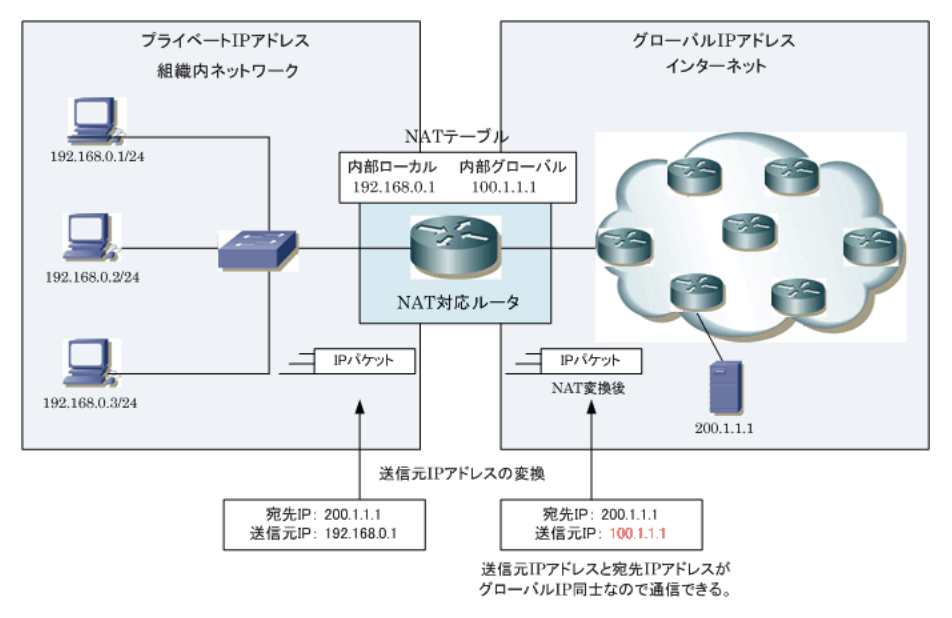 プライベートIPアドレス
組織内ネットワーク
グローバルIPアドレス
インターネット
192.168.0.1/24
192.168.0.2/24
192.168.0.3/24
NATテーブル
内部ローカル 内部グローバル
192.168.0.1 100.1.1.1
NAT対応ルータ
IPパケット
IPパケット
NAT変換後
200.1.1.1
送信元IPアドレスの変換
宛先IP: 200.1.1.1
送信元IP: 192.168.0.1
宛先IP: 200.1.1.1
送信元IP: 100.1.1.1
送信元IPアドレスと宛先IPアドレスが
グローバルIP同士なので通信できる。